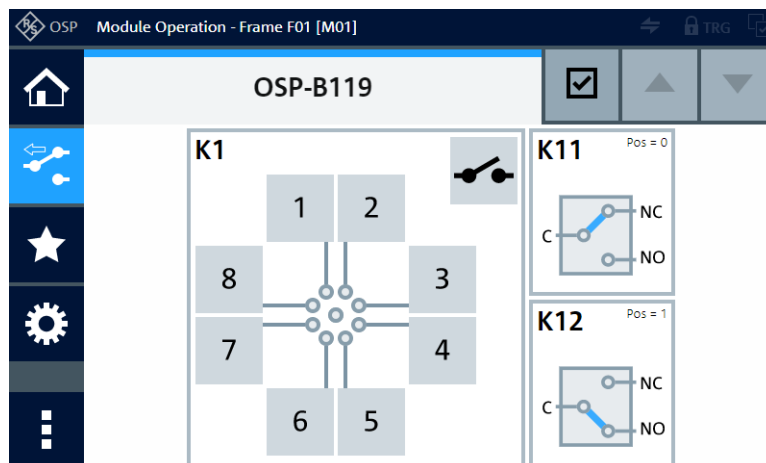 R&S OSP Module Operation - Frame F01 [M01] TRG
OSP-B119
K1
1 2
8 3
7 4
6 5
K11 Pos = 0
NC
C
NO
K12 Pos = 1
NC
C
NO